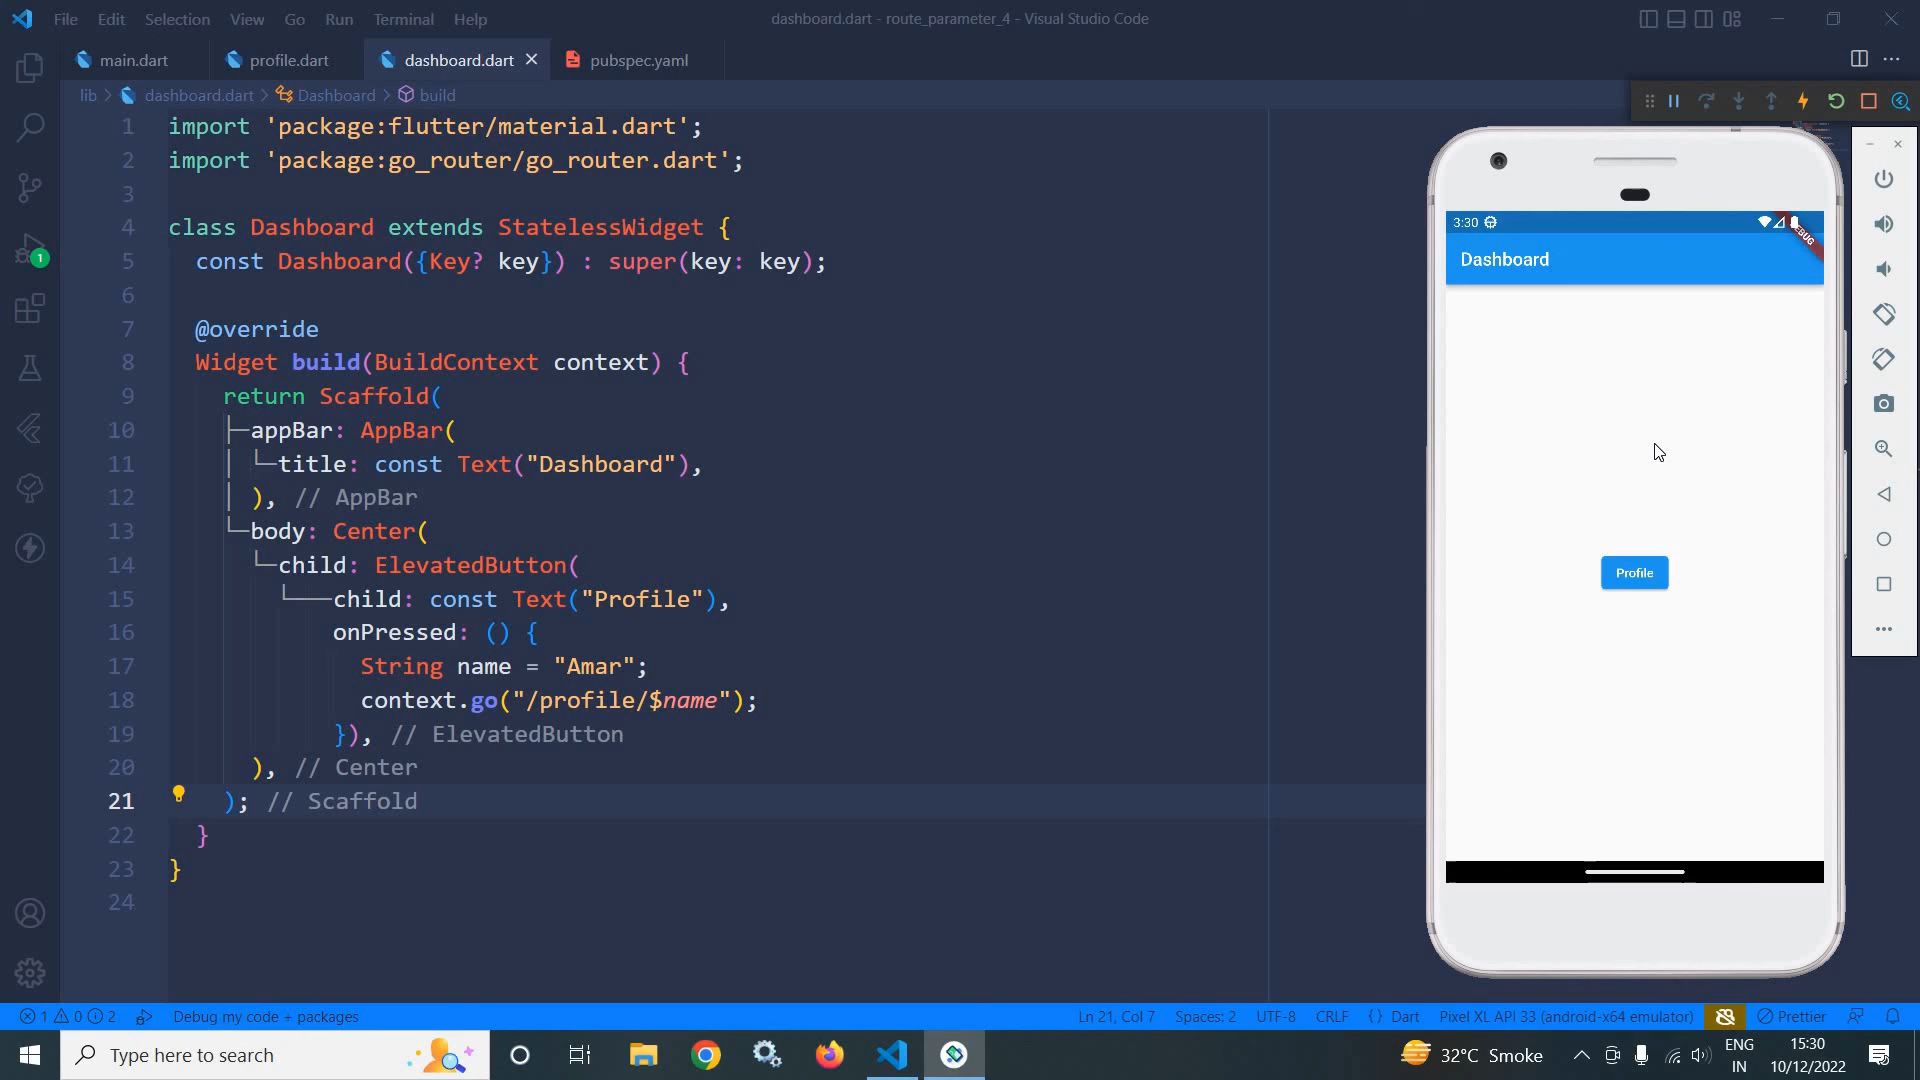 File Edit Selection View Go Run Terminal Help
dashboard.dart - route_parameter_4 - Visual Studio Code
main.dart
profile.dart
dashboard.dart
pubspec.yaml
lib > dashboard.dart > Dashboard > build
1 import 'package:flutter/material.dart';
2 import 'package:go_router/go_router.dart';
3
4 class Dashboard extends StatelessWidget {
5 const Dashboard({Key? key}) : super(key: key);
6
7 @override
8 Widget build(BuildContext context) {
9 return Scaffold(
10 appBar: AppBar(
11 title: const Text("Dashboard"),
12 ), // AppBar
13 body: Center(
14 child: ElevatedButton(
15 child: const Text("Profile"),
16 onPressed: () {
17 String name = "Amar";
18 context.go("/profile/$name");
19 }), // ElevatedButton
20 ), // Center
21 ); // Scaffold
22 }
23 }
24
1
3:30
Dashboard
Profile
1 0 2 Debug my code + packages
Ln 21, Col 7 Spaces: 2 UTF-8 CRLF {} Dart Pixel XL API 33 (android-x64 emulator) Prettier
Type here to search
32°C Smoke
ENG
IN
15:30
10/12/2022